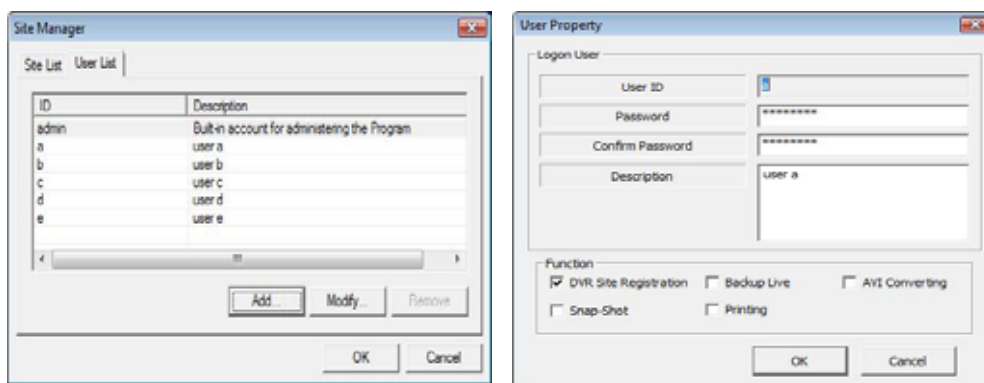 Site Manager
Site List User List
ID Description
admin Built-in account for administering the Program
a user a
b user b
c user c
d user d
e user e
Add... Modify... Remove
OK Cancel
User Property
Logon User
User ID a
Password ********
Confirm Password ********
Description user a
Function
DVR Site Registration Backup Live AVI Converting
Snap-Shot Printing
OK Cancel